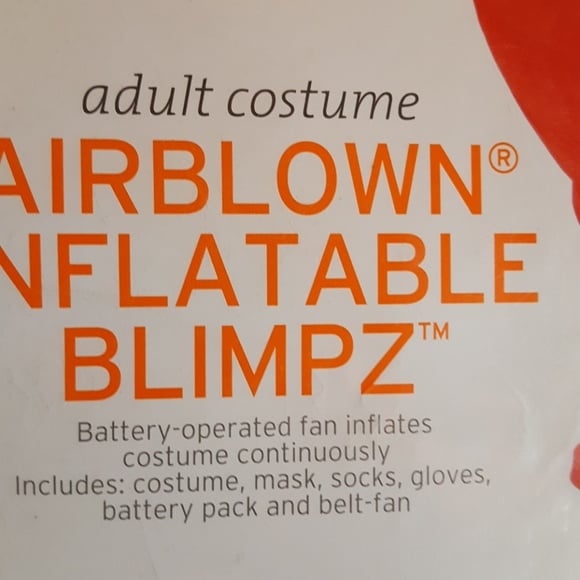 adult costume
AIRBLOWN®
INFLATABLE
BLIMPZ™
Battery-operated fan inflates
costume continuously
Includes: costume, mask, socks, gloves,
battery pack and belt-fan